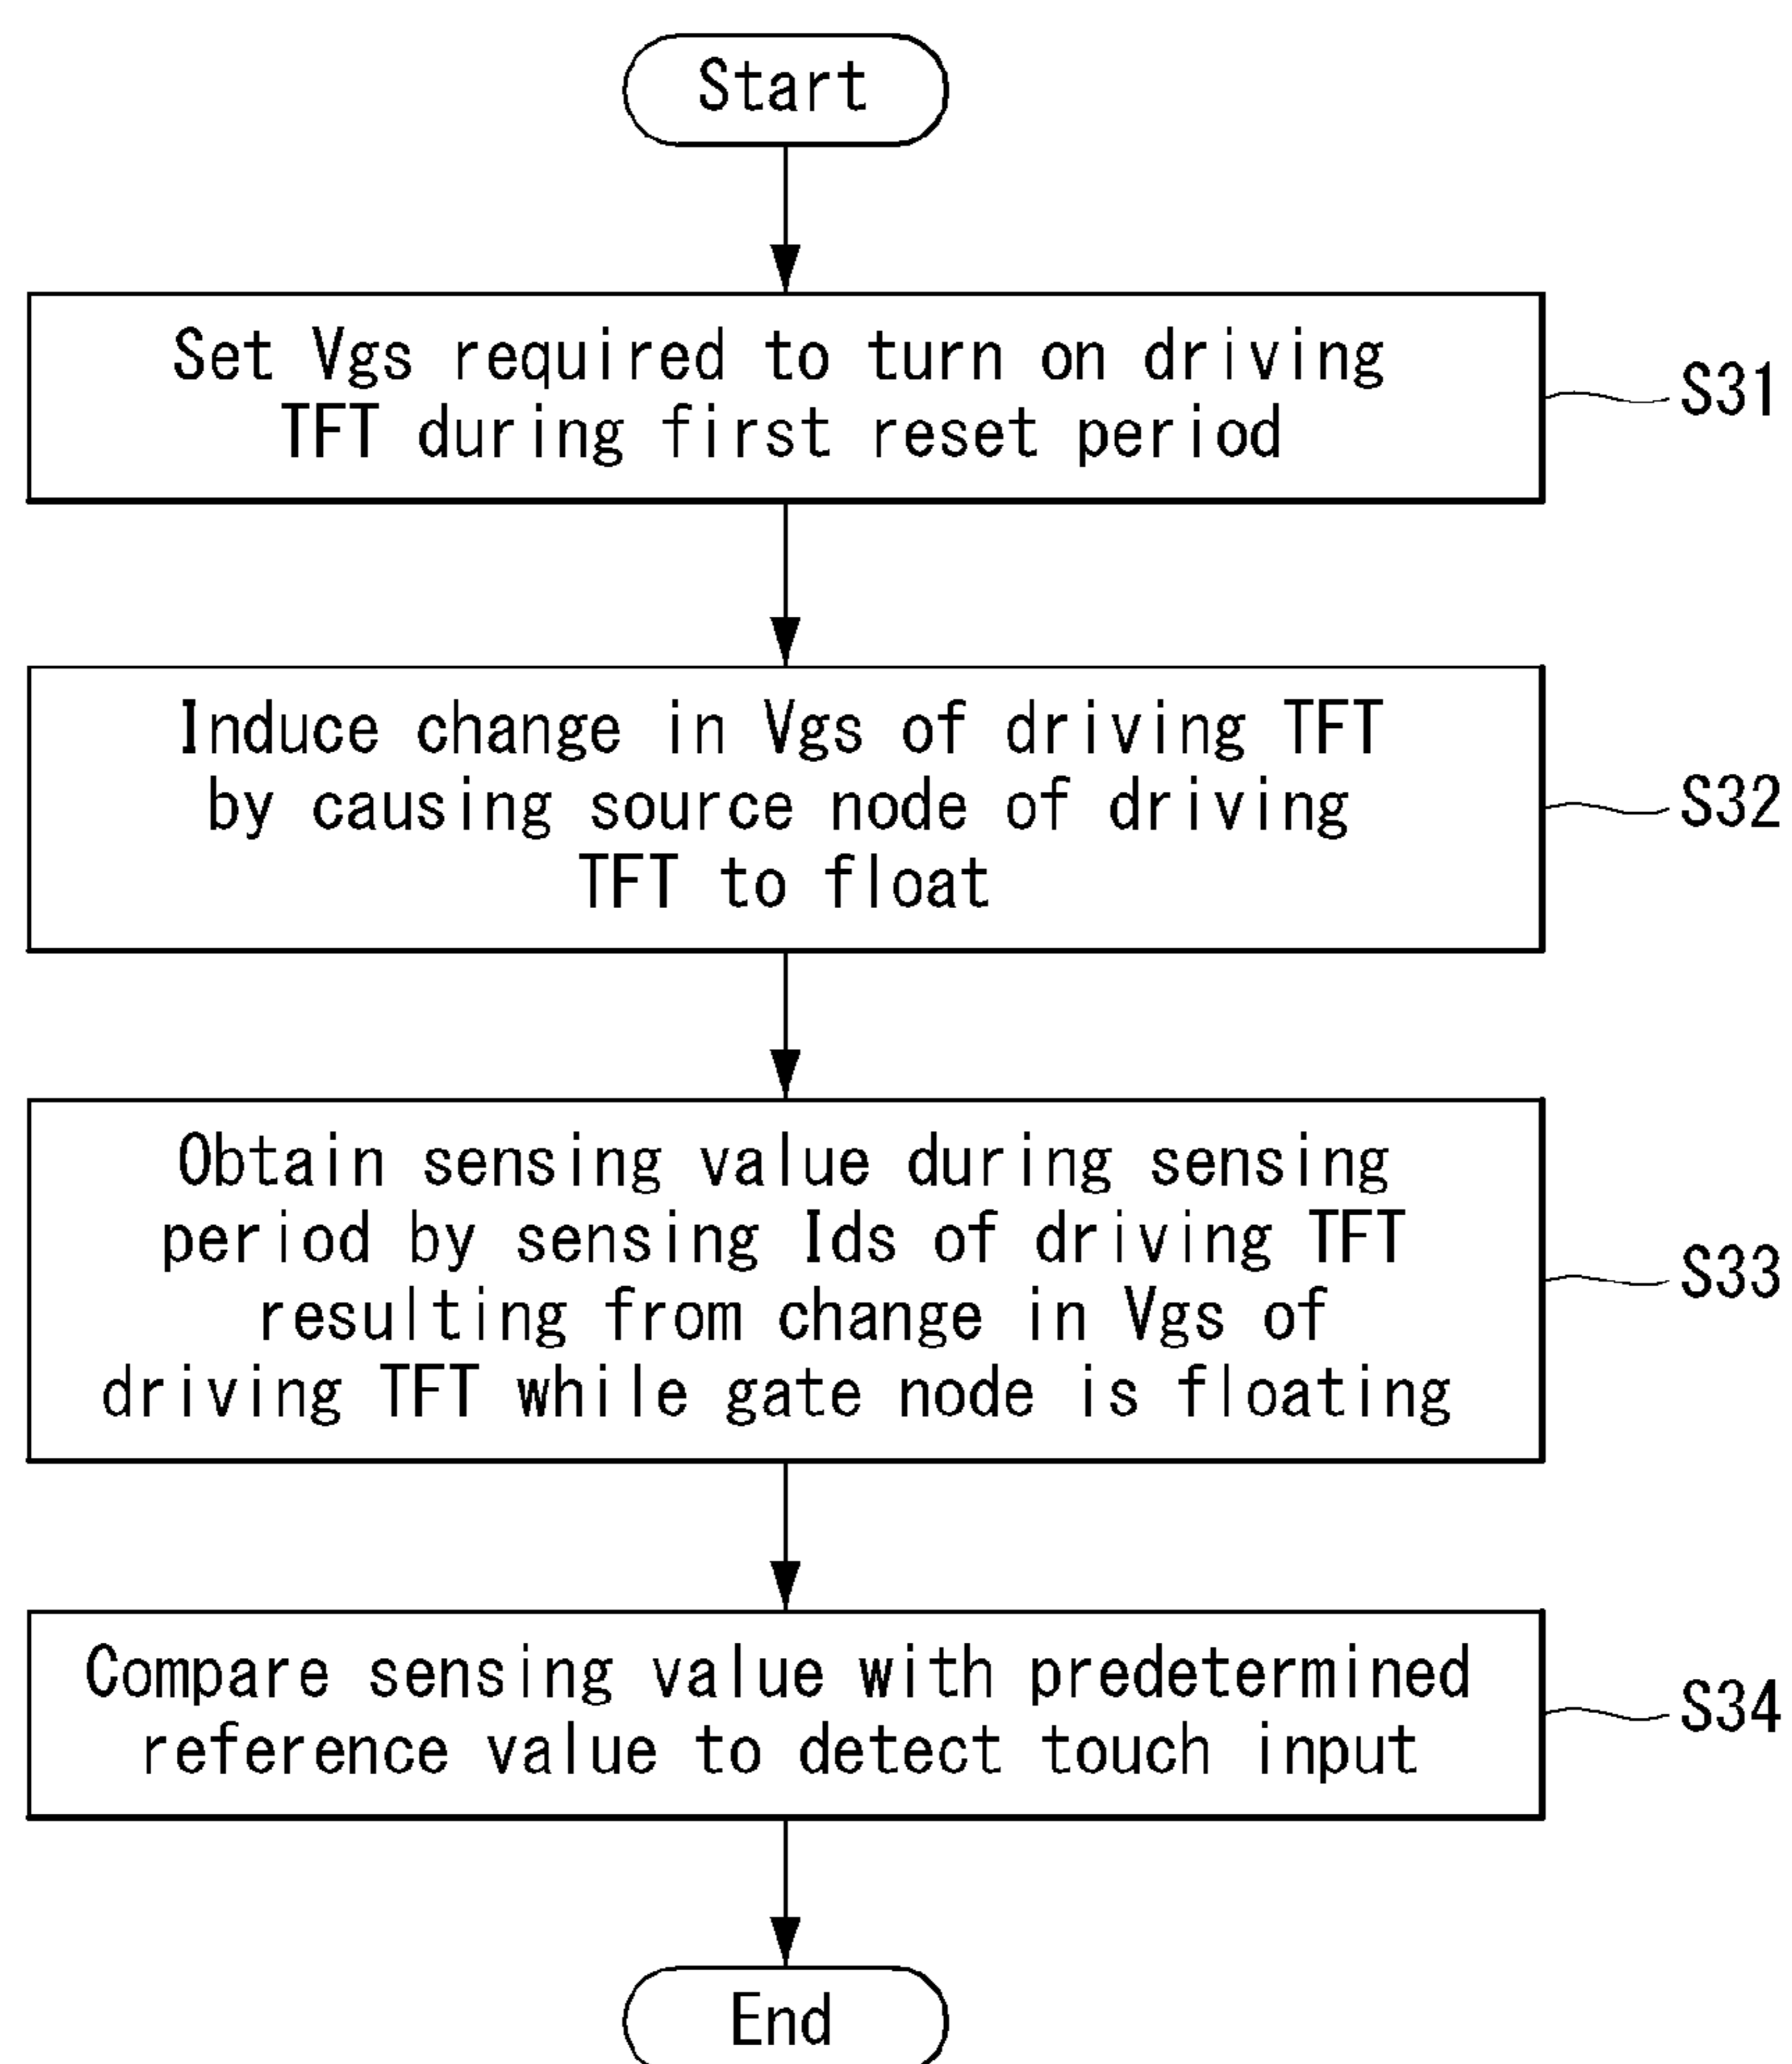 Start
Set Vgs required to turn on driving
TFT during first reset period
S31
Induce change in Vgs of driving TFT
by causing source node of driving
TFT to float
S32
Obtain sensing value during sensing
period by sensing Ids of driving TFT
resulting from change in Vgs of
driving TFT while gate node is floating
S33
Compare sensing value with predetermined
reference value to detect touch input
S34
End